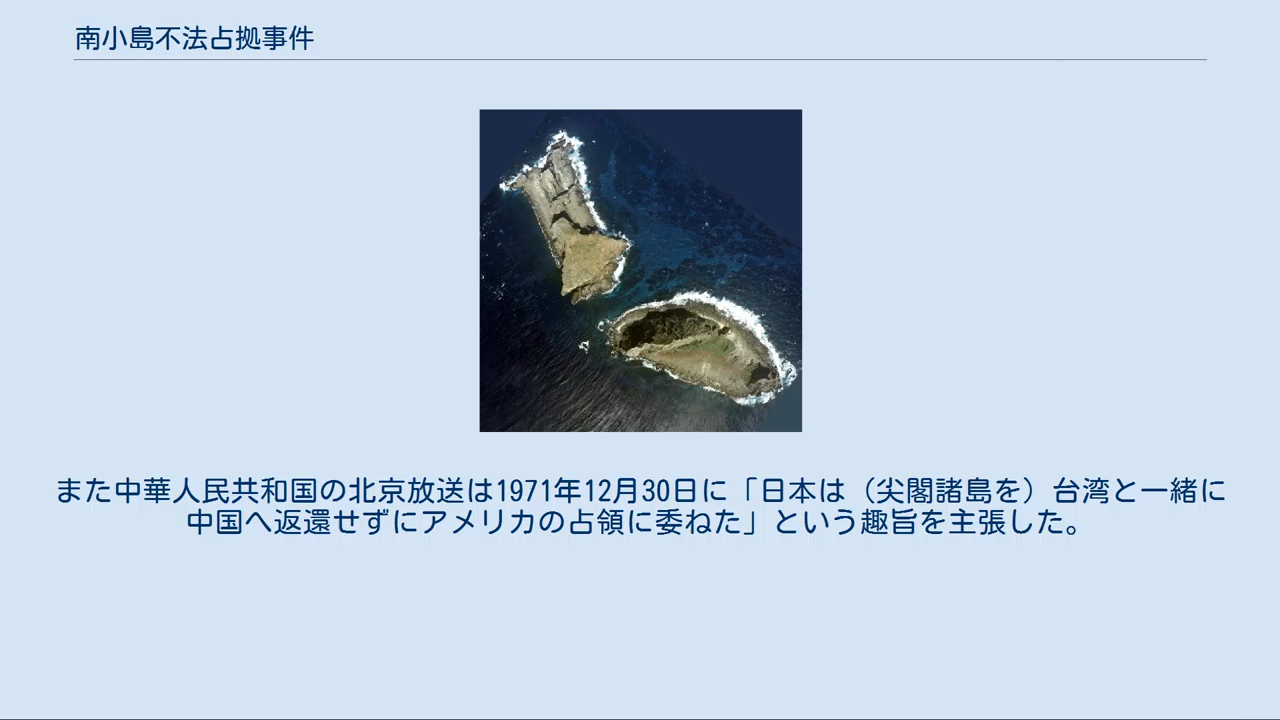 南小島不法占拠事件
また中華人民共和国の北京放送は1971年12月30日に「日本は（尖閣諸島を）台湾と一緒に
中国へ返還せずにアメリカの占領に委ねた」という趣旨を主張した。